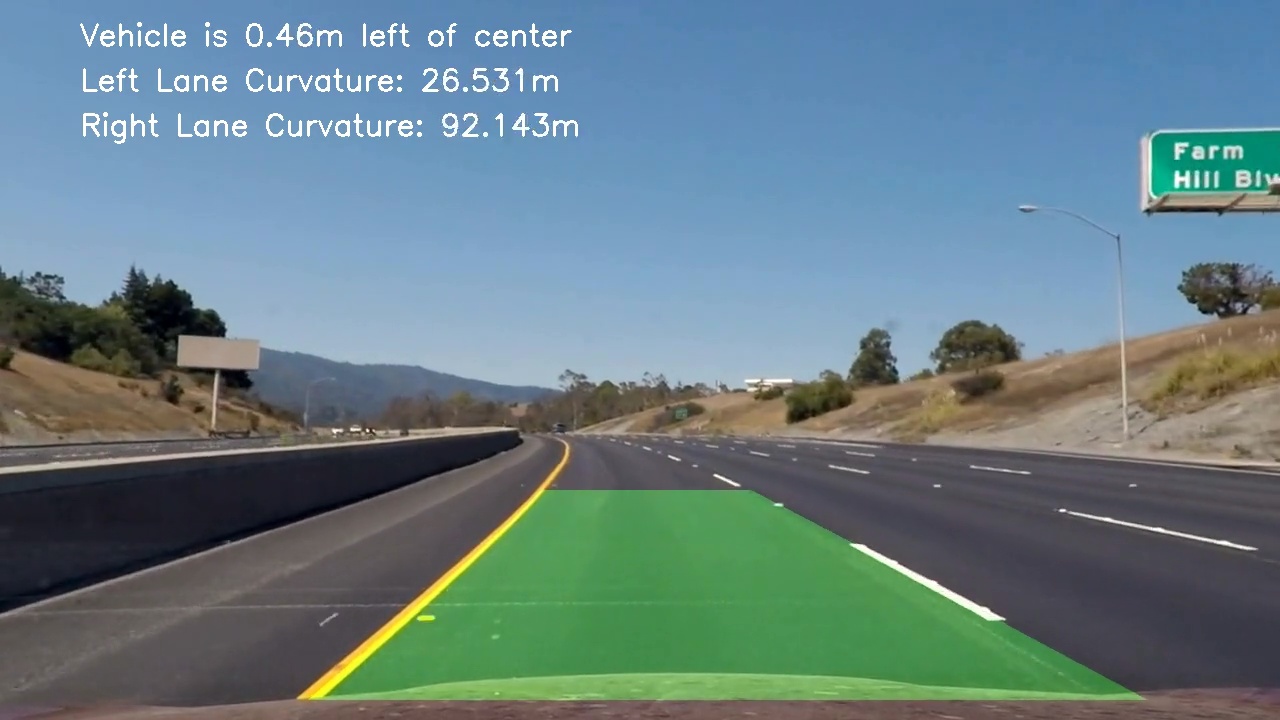 Vehicle is 0.46m left of center
Left Lane Curvature: 26.531m
Right Lane Curvature: 92.143m
Farm
Hill